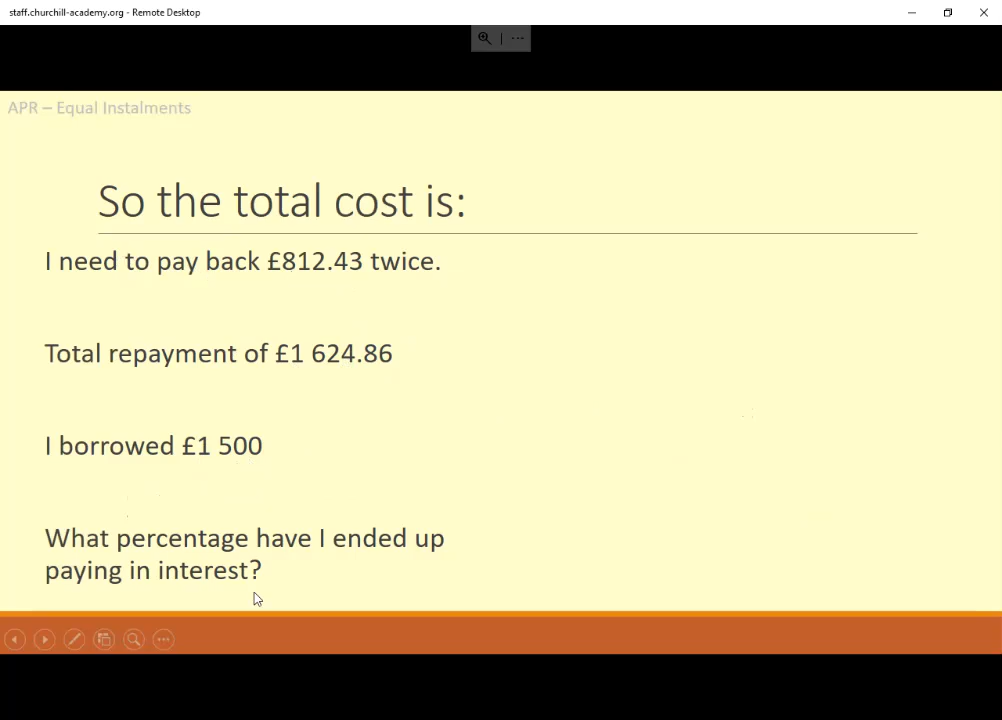 staff.churchill-academy.org - Remote Desktop
APR – Equal Instalments
So the total cost is:
I need to pay back £812.43 twice.
Total repayment of £1 624.86
I borrowed £1 500
What percentage have I ended up
paying in interest?